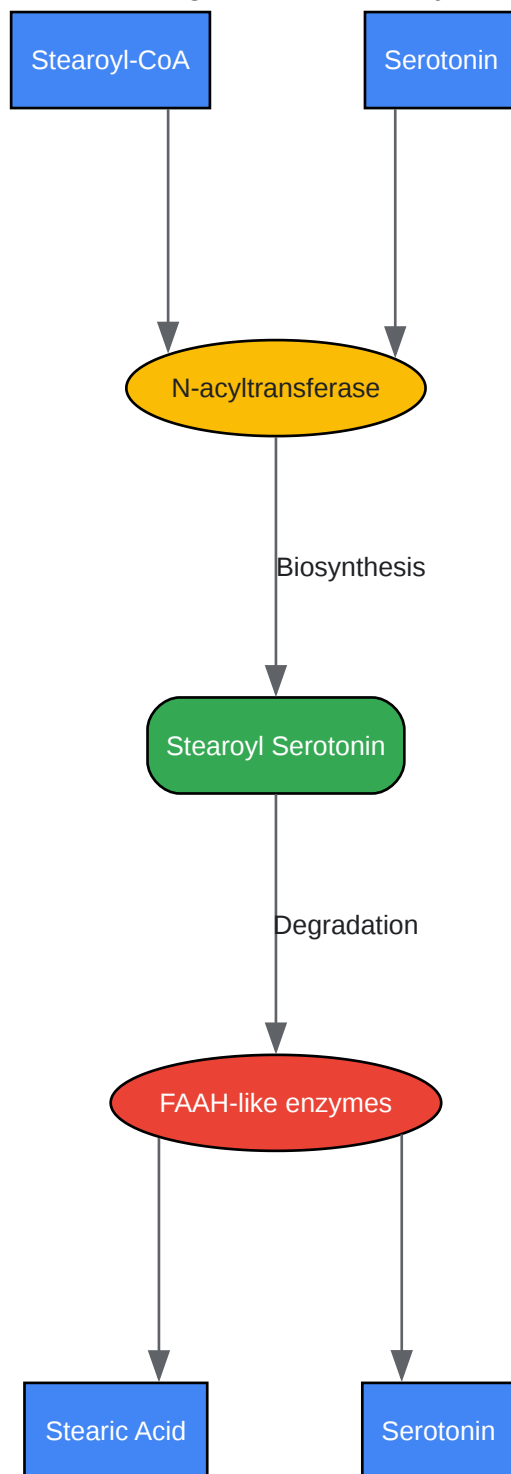 Stearoyl-CoA
Serotonin
N-acyltransferase
Biosynthesis
Stearoyl Serotonin
Degradation
FAAH-like enzymes
Stearic Acid
Serotonin